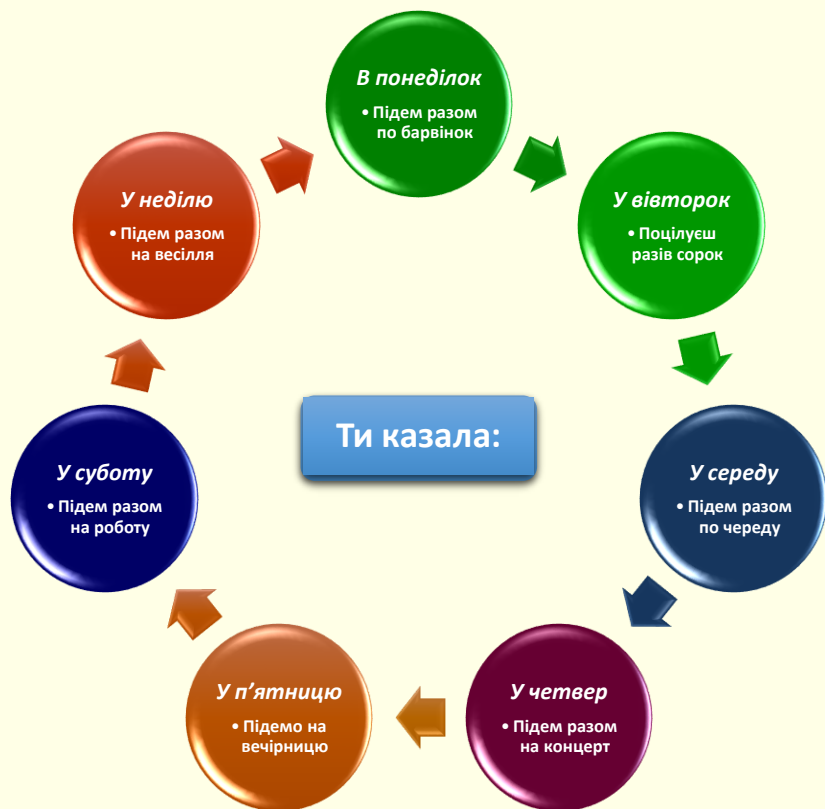 Ти казала:
В понеділок
• Підем разом
по барвінок
У вівторок
• Поцілуєш
разів сорок
У середу
• Підем разом
по череду
У четвер
• Підем разом
на концерт
У п’ятницю
• Підемо на
вечірницю
У суботу
• Підем разом
на роботу
У неділю
• Підем разом
на весілля